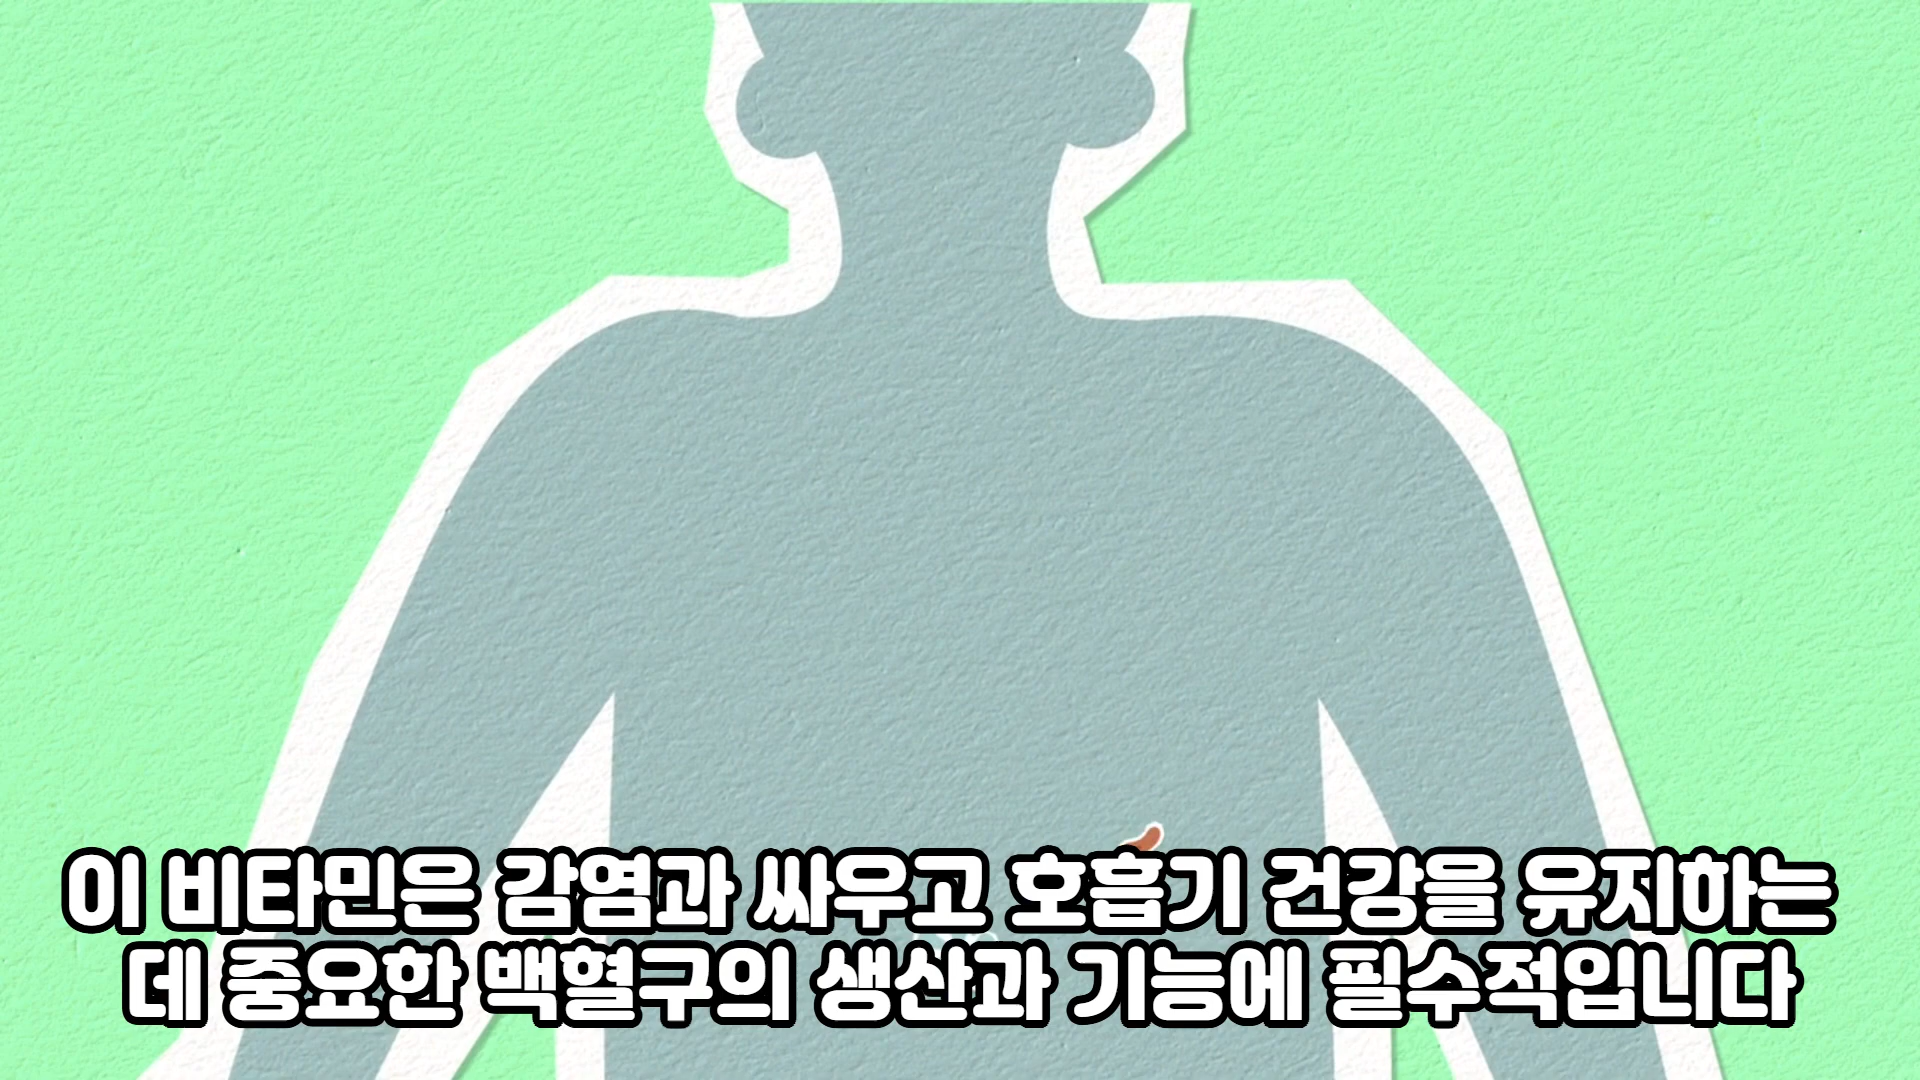 이 비타민은 감염과 싸우고 호흡기 건강을 유지하는
데 중요한 백혈구의 생산과 기능에 필수적입니다